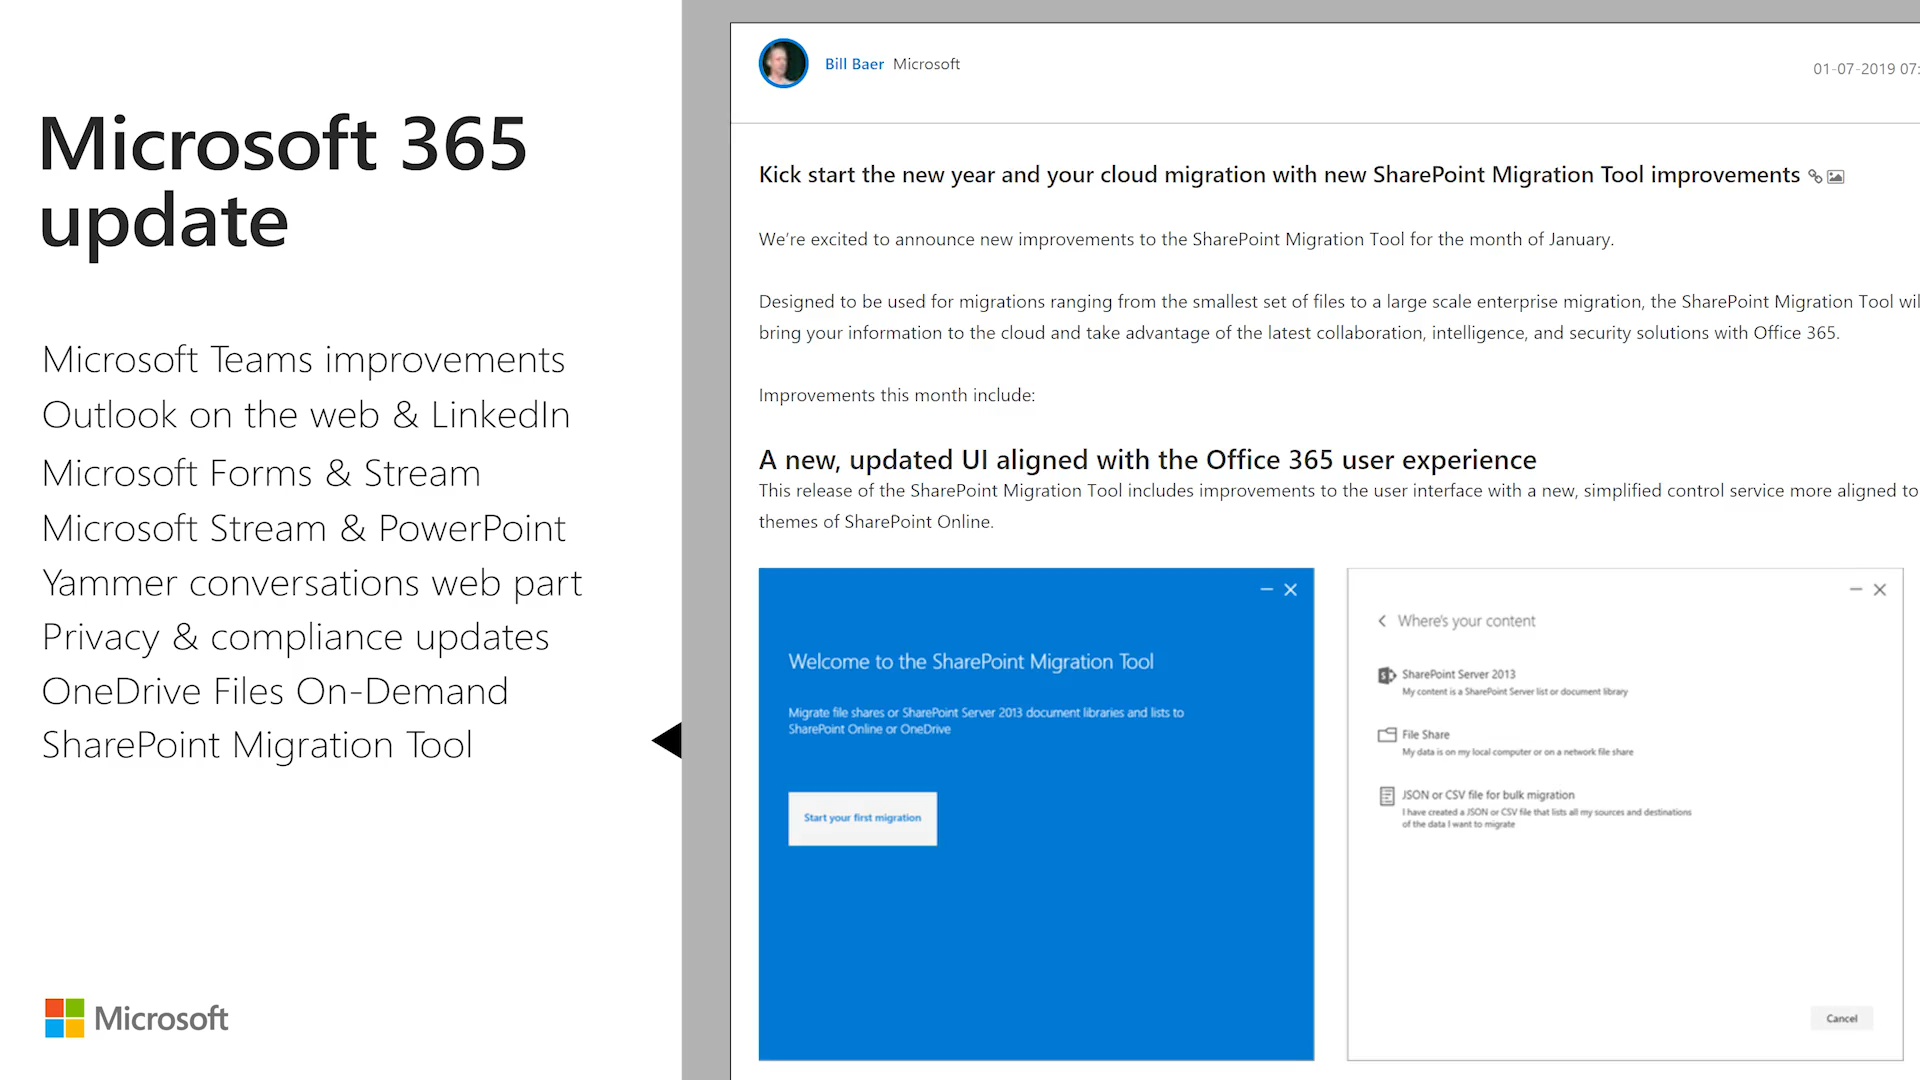 Microsoft 365
update
Microsoft Teams improvements
Outlook on the web & LinkedIn
Microsoft Forms & Stream
Microsoft Stream & PowerPoint
Yammer conversations web part
Privacy & compliance updates
OneDrive Files On-Demand
SharePoint Migration Tool
Microsoft
Bill Baer Microsoft
01-07-2019 07:
Kick start the new year and your cloud migration with new SharePoint Migration Tool improvements
We're excited to announce new improvements to the SharePoint Migration Tool for the month of January.
Designed to be used for migrations ranging from the smallest set of files to a large scale enterprise migration, the SharePoint Migration Tool wil
bring your information to the cloud and take advantage of the latest collaboration, intelligence, and security solutions with Office 365.
Improvements this month include:
A new, updated UI aligned with the Office 365 user experience
This release of the SharePoint Migration Tool includes improvements to the user interface with a new, simplified control service more aligned to
themes of SharePoint Online.
Welcome to the SharePoint Migration Tool
Migrate file shares or SharePoint Server 2013 document libraries and lists to
SharePoint Online or OneDrive
Start your first migration
Where's your content
SharePoint Server 2013
My content is a SharePoint Server list or document library
File Share
My data is on my local computer or on a network file share
JSON or CSV file for bulk migration
I have created a JSON or CSV file that lists all my sources and destinations
of the data I want to migrate
Cancel